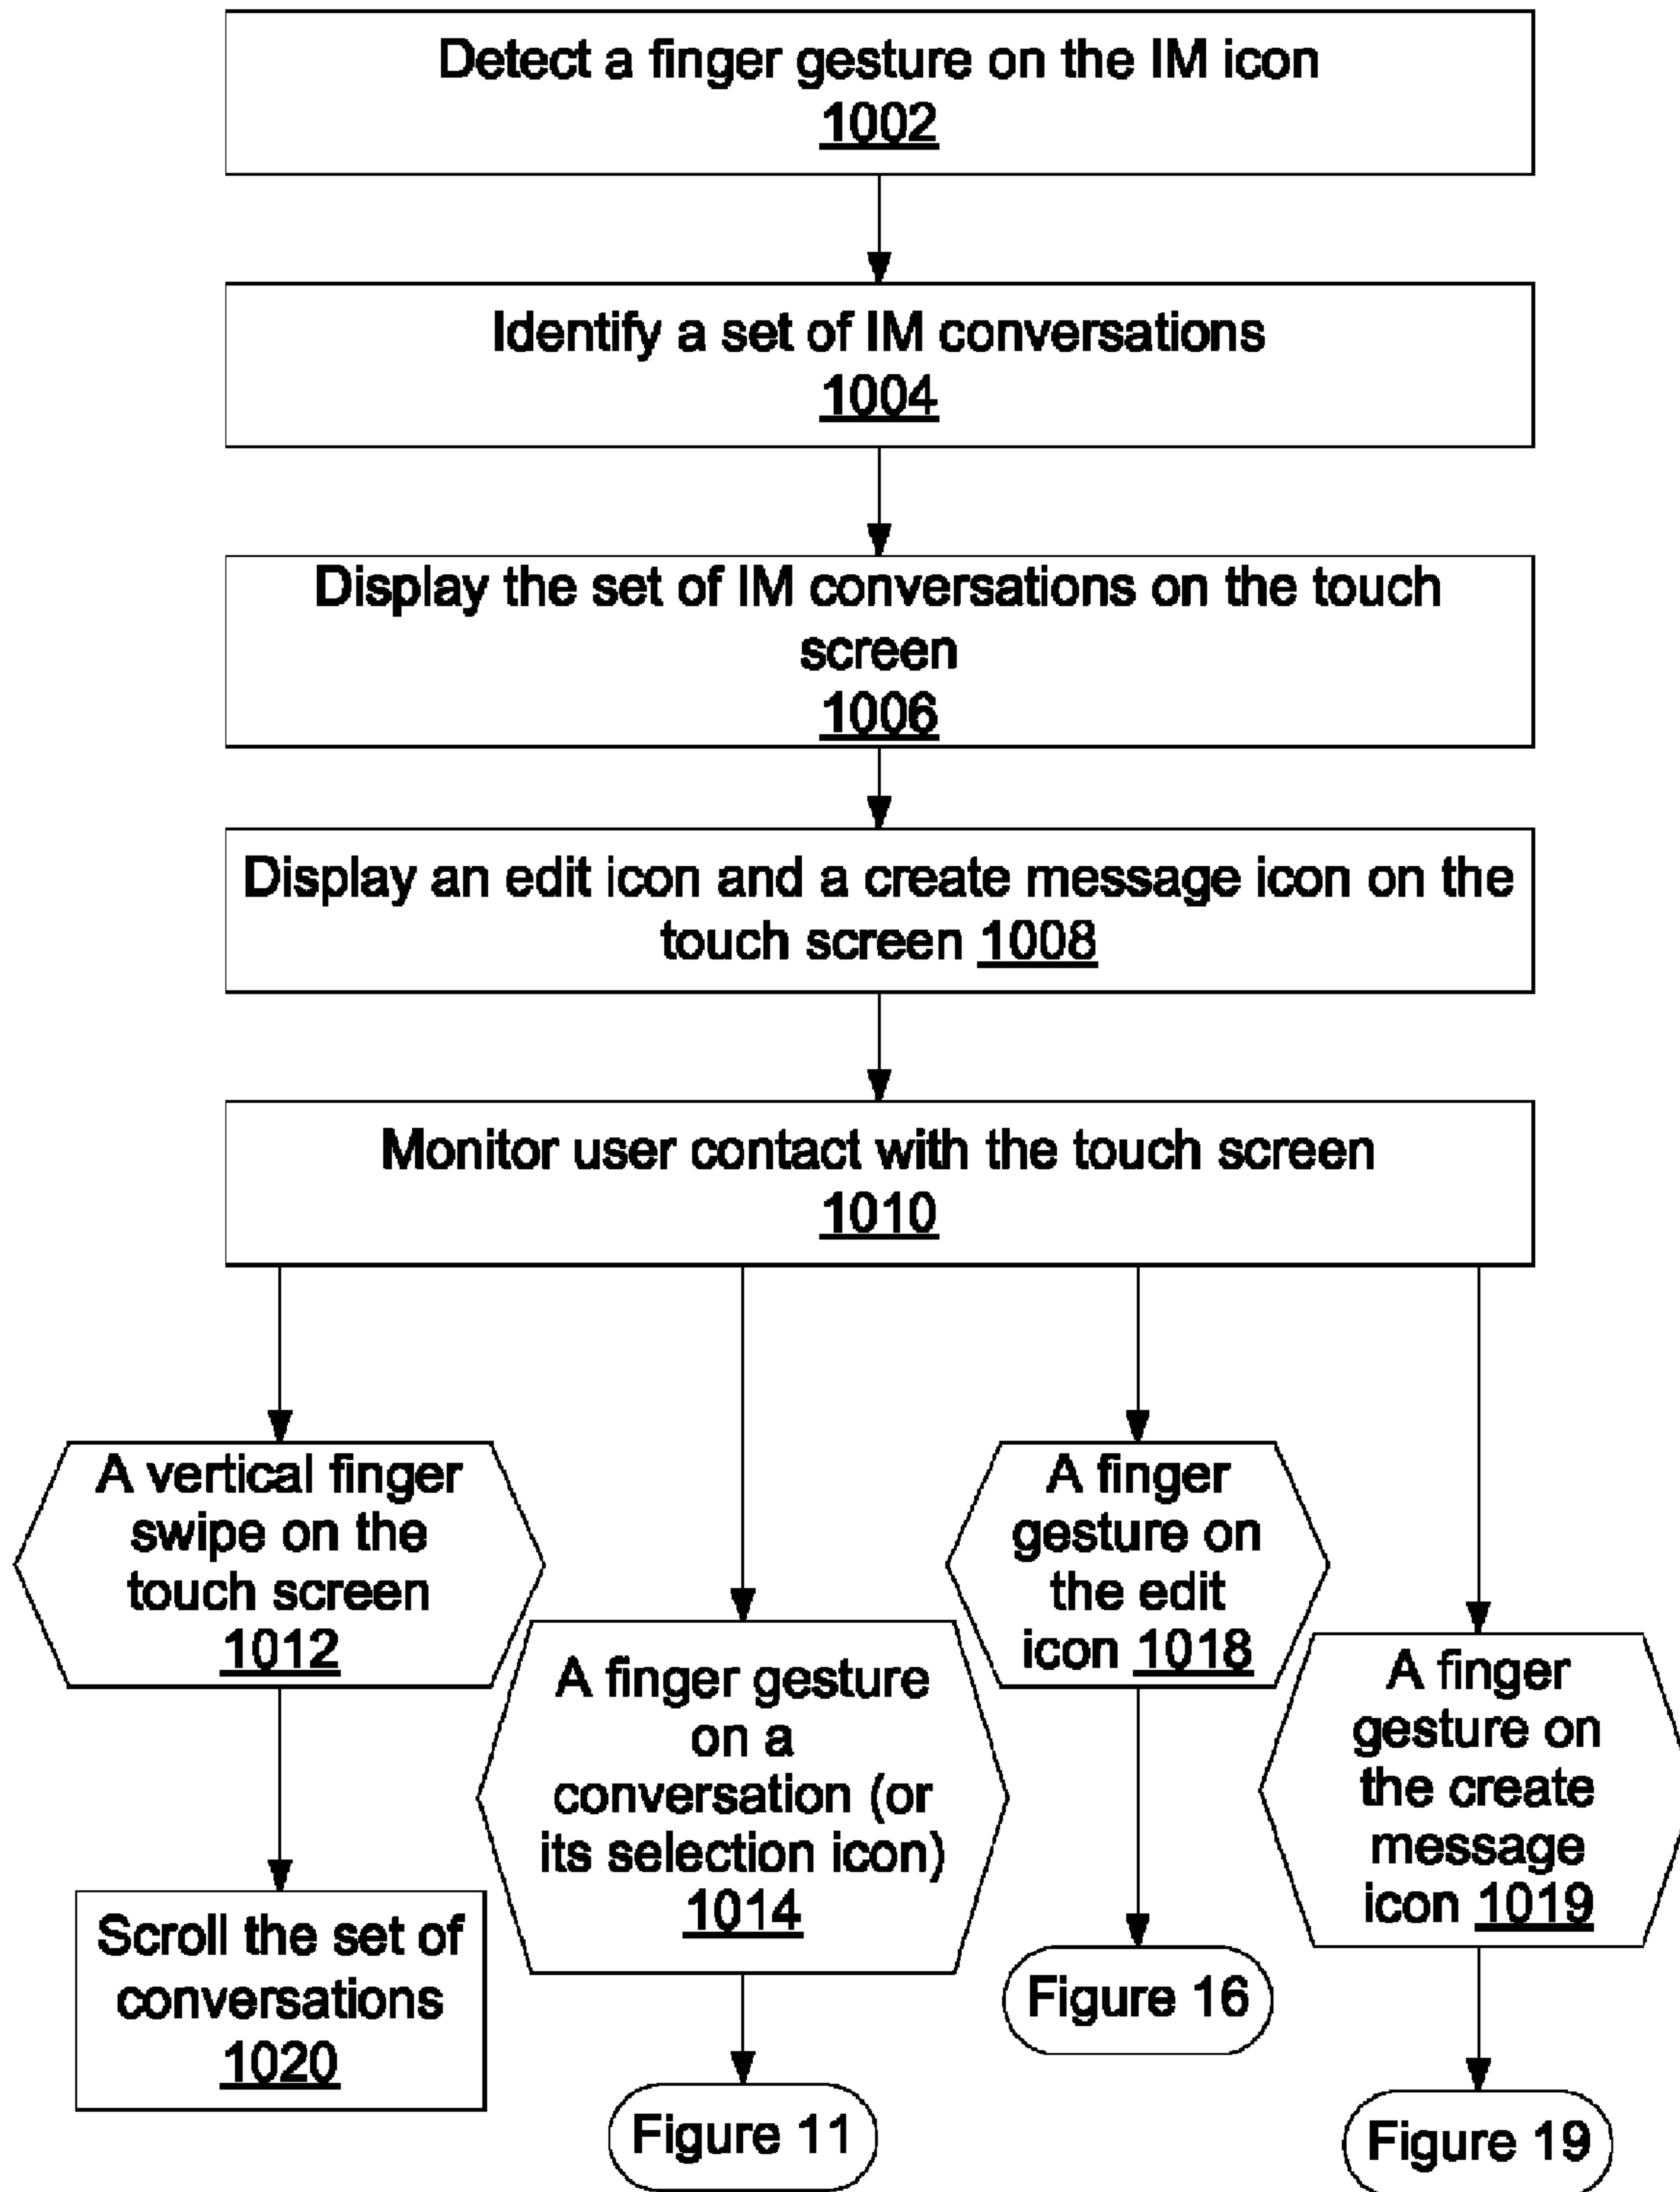 Detect a finger gesture on the IM icon
1002
Identify a set of IM conversations
1004
Display the set of IM conversations on the touch
screen
1006
Display an edit icon and a create message icon on the
touch screen 1008
Monitor user contact with the touch screen
1010
A vertical finger
swipe on the
touch screen
1012
A finger gesture
on a
conversation (or
its selection icon)
1014
A finger
gesture on
the edit
icon 1018
A finger
gesture on
the create
message
icon 1019
Scroll the set of
conversations
1020
Figure 11
Figure 16
Figure 19